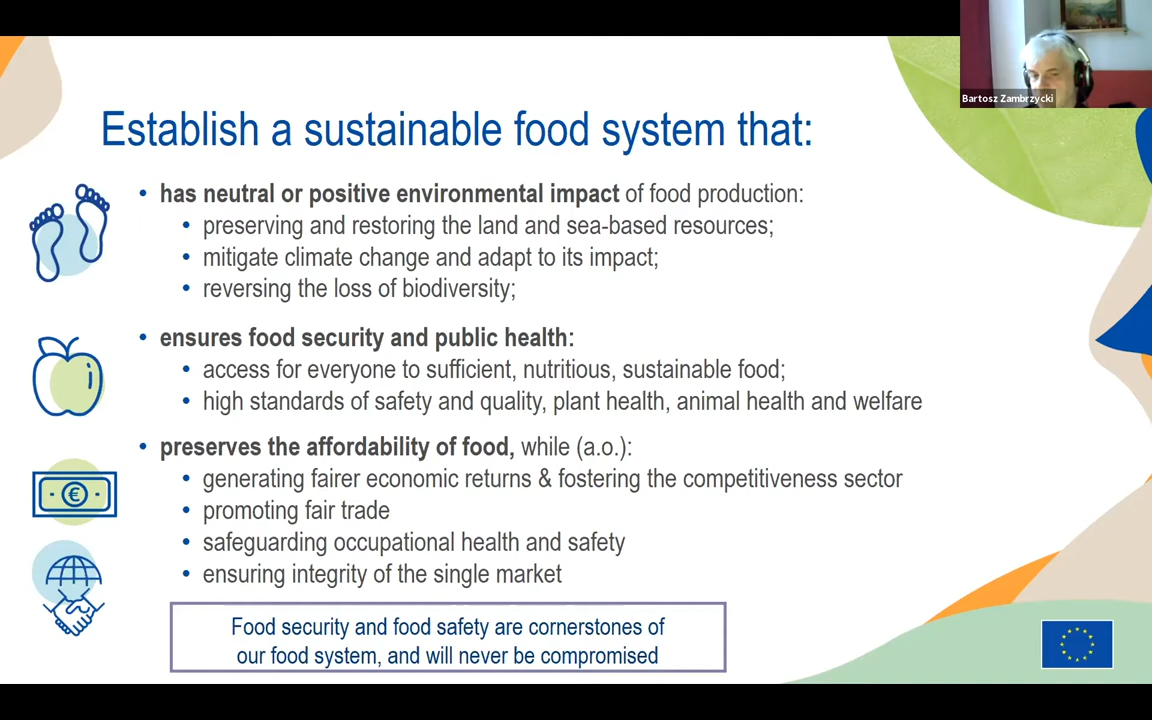 Bartosz Zambrzycki
Establish a sustainable food system that:
• has neutral or positive environmental impact of food production:
• preserving and restoring the land and sea-based resources;
• mitigate climate change and adapt to its impact;
• reversing the loss of biodiversity;
• ensures food security and public health:
• access for everyone to sufficient, nutritious, sustainable food;
• high standards of safety and quality, plant health, animal health and welfare
• preserves the affordability of food, while (a.o.):
• generating fairer economic returns & fostering the competitiveness sector
• promoting fair trade
• safeguarding occupational health and safety
• ensuring integrity of the single market
€
Food security and food safety are cornerstones of
our food system, and will never be compromised